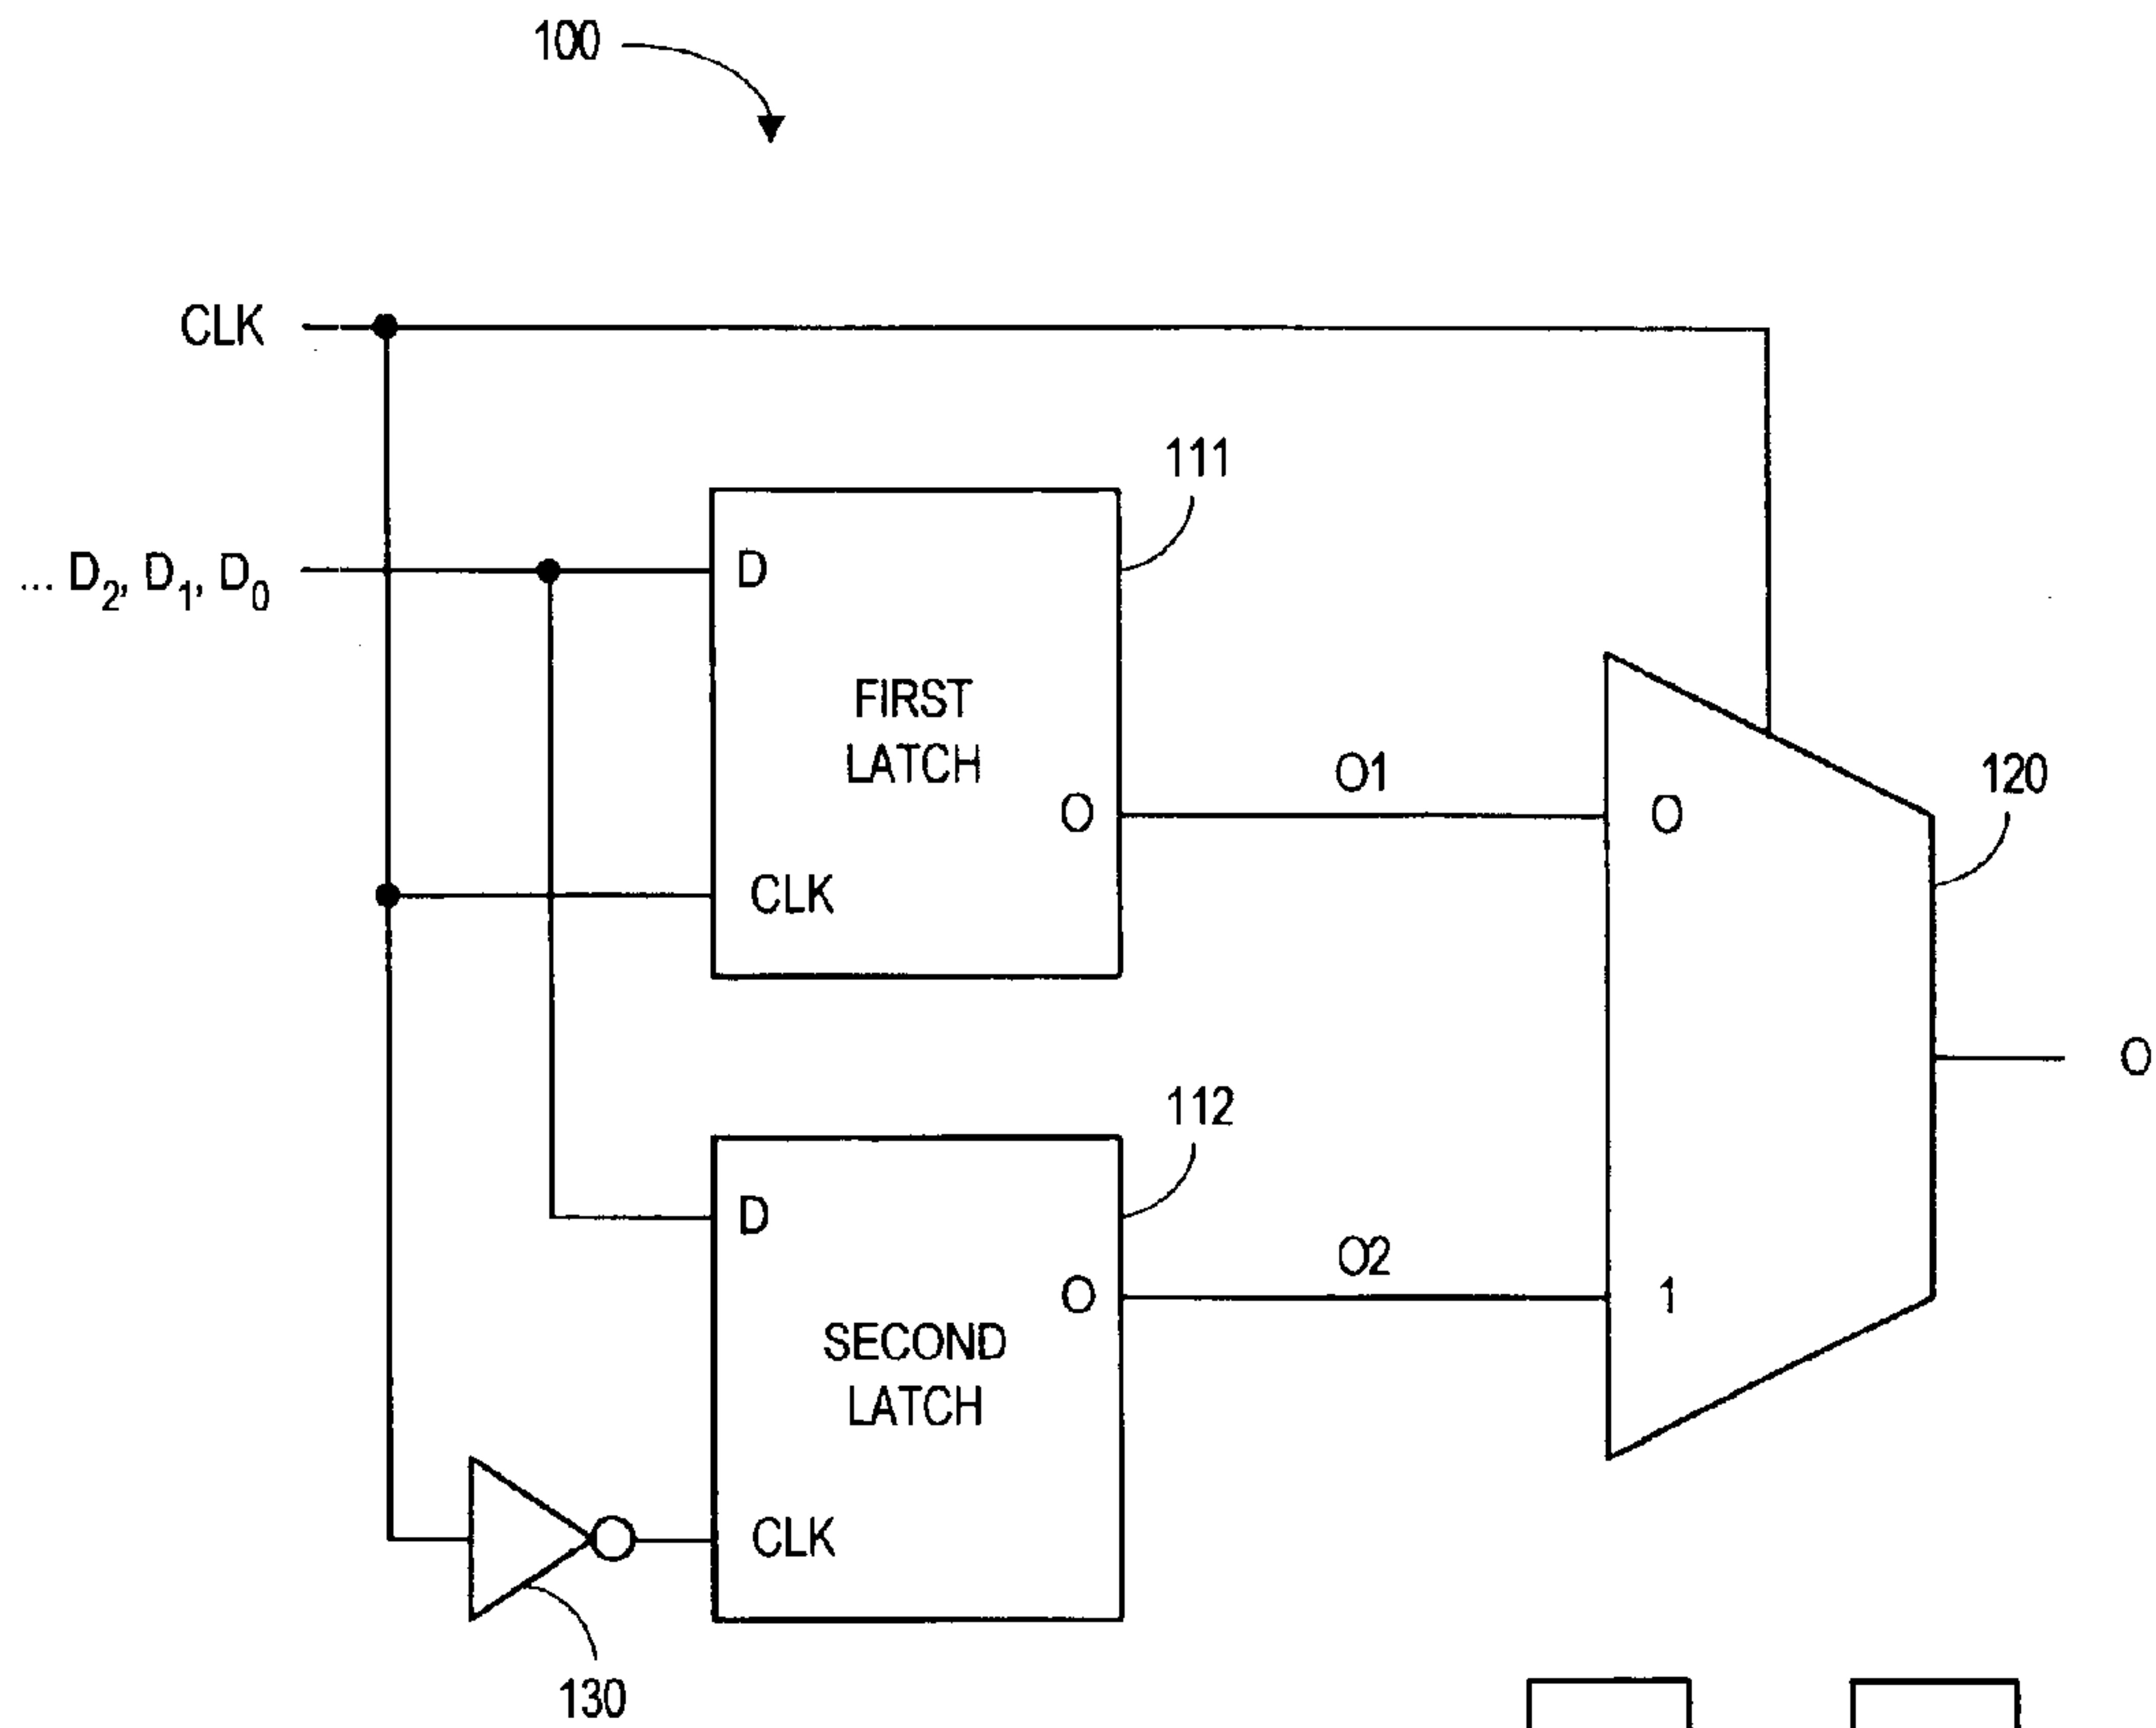 100
CLK
111
... D2, D1, D0
D
FIRST
LATCH
O1
120
O
O
CLK
O
112
D
O2
O
1
SECOND
LATCH
CLK
130